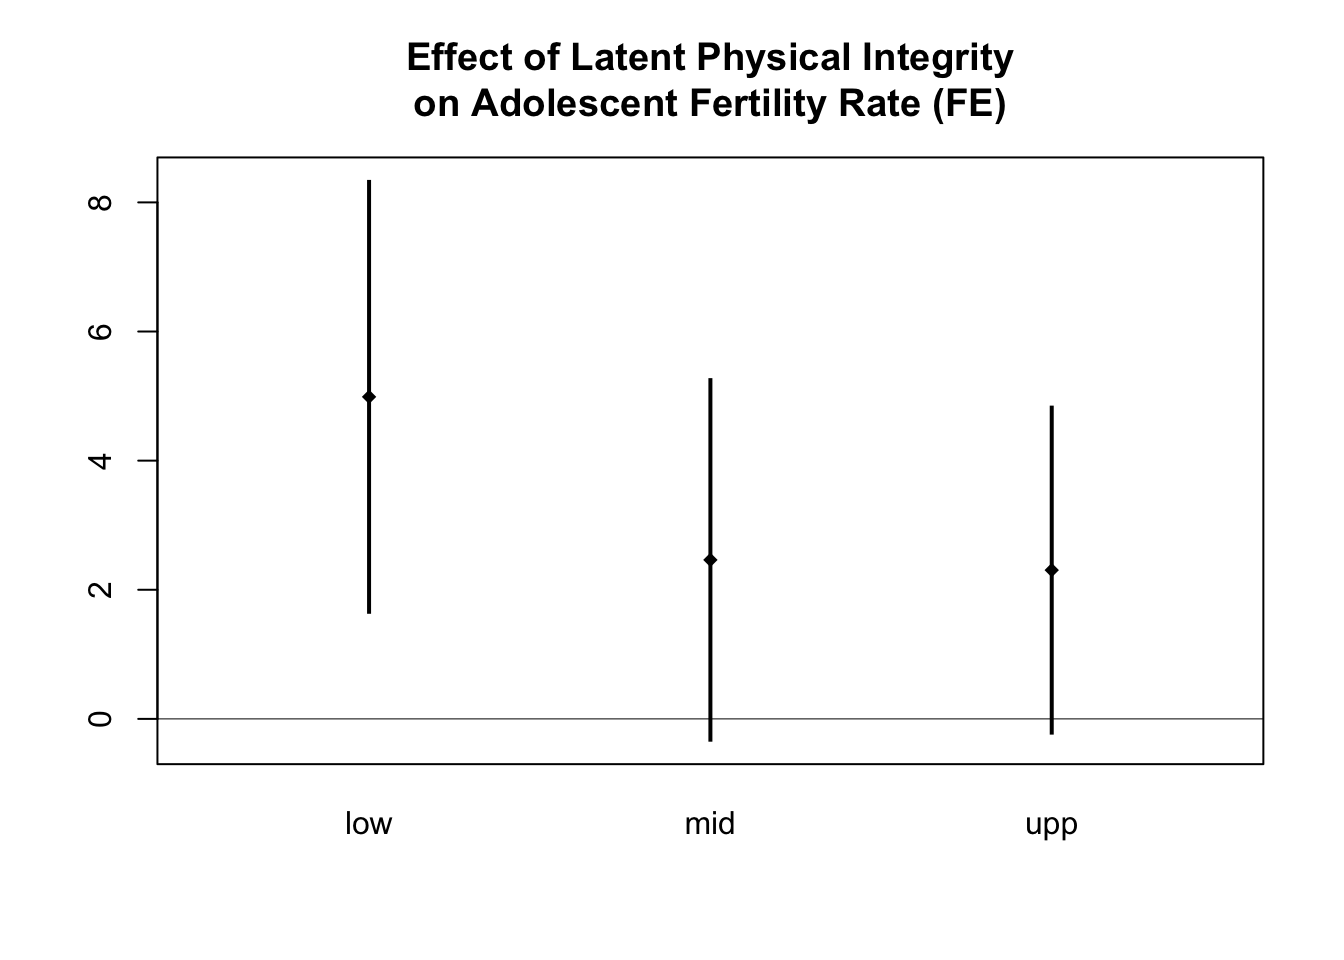 Effect of Latent Physical Integrity
on Adolescent Fertility Rate (FE)
8
6
4
2
0
low mid upp